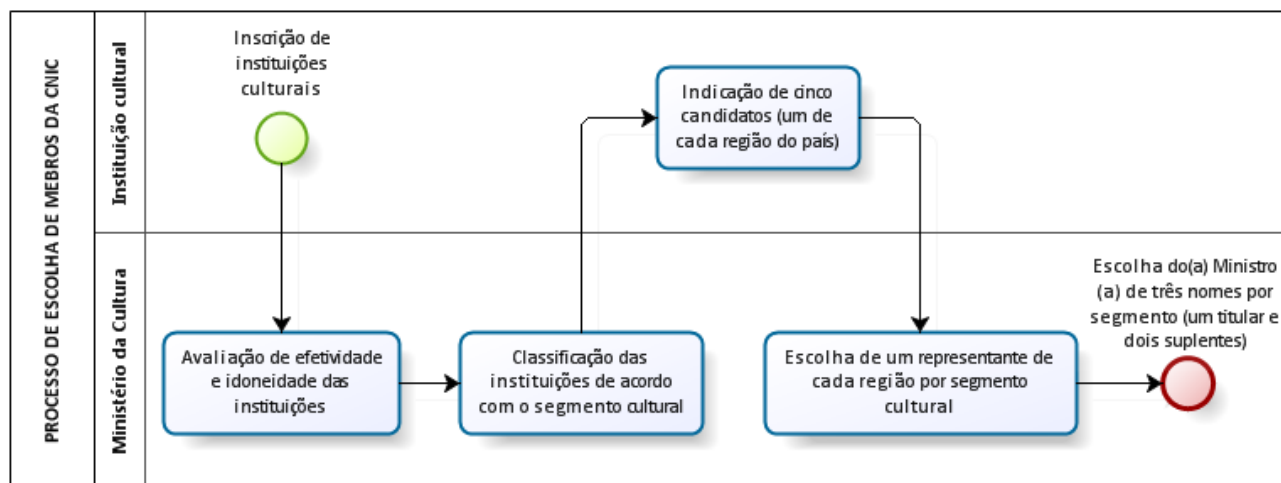 PROCESSO DE ESCOLHA DE MEBROS DA CNIC
Instituição cultural
Inscrição de
instituições
culturais
Indicação de cinco
candidatos (um de
cada região do país)
Ministério da Cultura
Avaliação de efetividade
e idoneidade das
instituições
Classificação das
instituições de acordo
com o segmento cultural
Escolha de um representante de
cada região por segmento
cultural
Escolha do(a) Ministro
(a) de três nomes por
segmento (um titular e
dois suplentes)